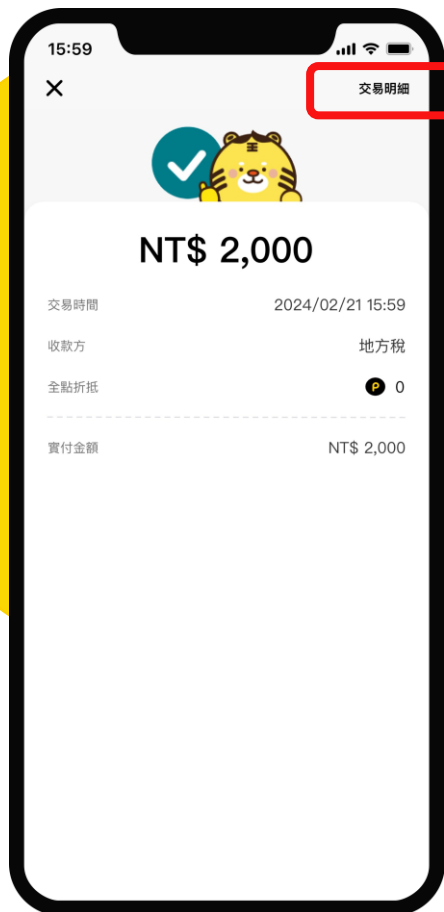 15:59
交易明細
王
NT$ 2,000
交易時間 2024/02/21 15:59
收款方 地方稅
全點折抵 P 0
實付金額 NT$ 2,000